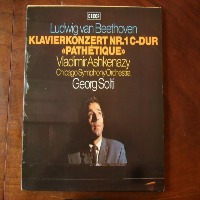 DECCA
Ludwig van Beethoven
KLAVIERKONZERT NR.1 C-DUR
«PATHÉTIQUE»
Vladimir Ashkenazy
Chicago Symphony Orchestra
Georg Solti